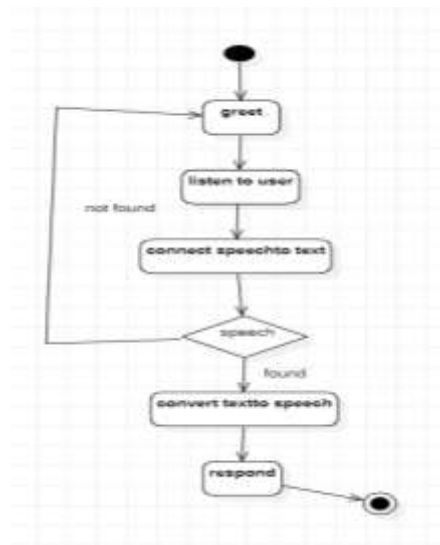 greet
listen to user
not found
connect speechto text
speech
found
convert textto speech
respond